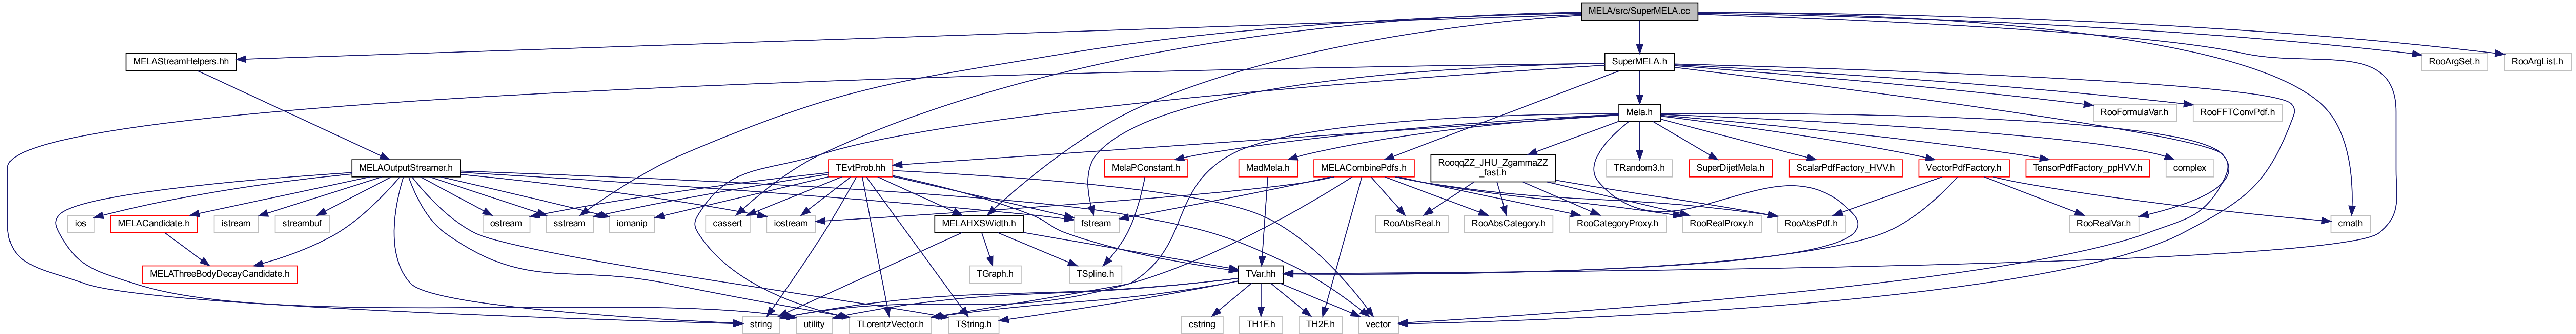 MELA/src/SuperMELA.cc
MELAStreamHelpers.hh
SuperMELA.h
RooArgSet.h
RooArgList.h
Mela.h
RooFormulaVar.h
RooFFTConvPdf.h
MELAOutputStreamer.h
TEvtProb.hh
MelaPConstant.h
MadMela.h
MELACombinePdfs.h
RooqqZZ_JHU_ZgammaZZ
_fast.h
TRandom3.h
SuperDijetMela.h
ScalarPdfFactory_HVV.h
VectorPdfFactory.h
TensorPdfFactory_ppHVV.h
complex
ios
MELACandidate.h
istream
streambuf
ostream
sstream
iomanip
cassert
iostream
MELAHXSWidth.h
fstream
RooAbsReal.h
RooAbsCategory.h
RooCategoryProxy.h
RooRealProxy.h
RooAbsPdf.h
RooRealVar.h
cmath
MELAThreeBodyDecayCandidate.h
TGraph.h
TSpline.h
TVar.hh
string
utility
TLorentzVector.h
TString.h
cstring
TH1F.h
TH2F.h
vector